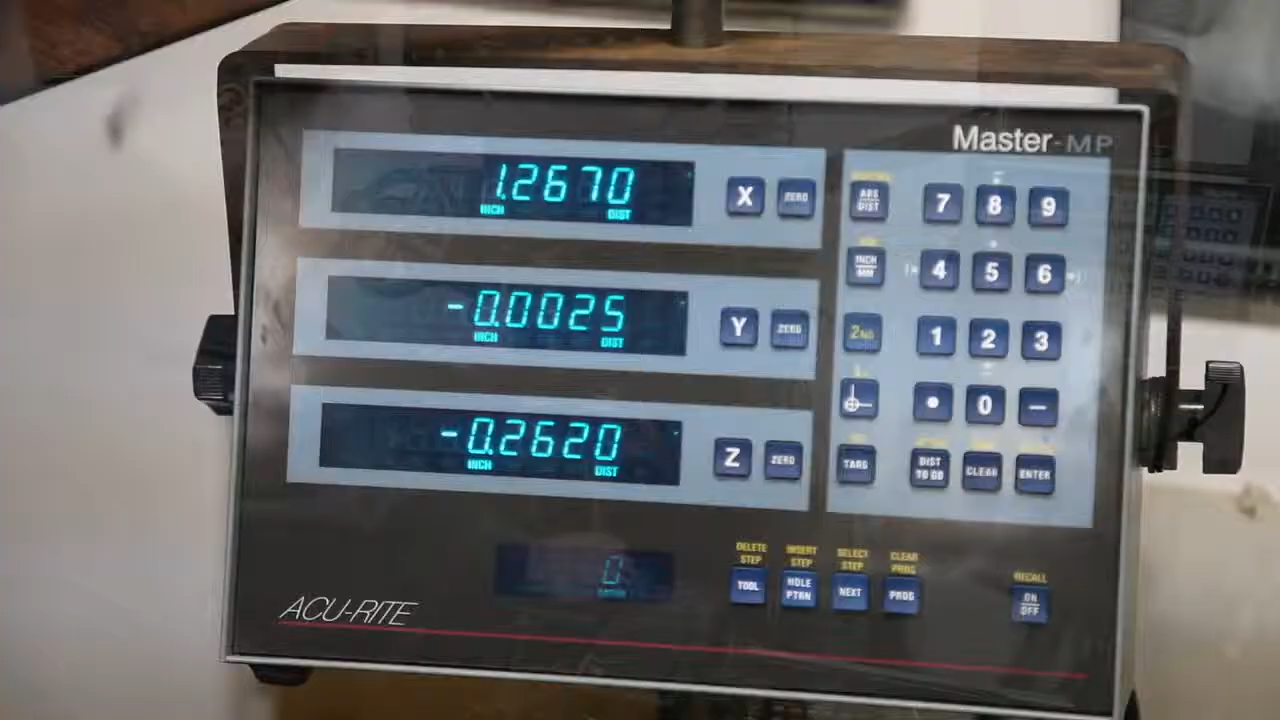 Master-MP
1.2670
INCH DIST
X ZERO
ABS DIST 7 8 9
-0.0025
INCH DIST
Y ZERO
INCH MM 4 5 6
2ND 1 2 3
-0.2620
INCH DIST
Z ZERO
• 0 –
TARG DIST TO GO CLEAR ENTER
0
DELETE STEP INSERT STEP SELECT STEP CLEAR PROG
TOOL HOLE PTRN NEXT PROG
RECALL
ON OFF
ACU-RITE